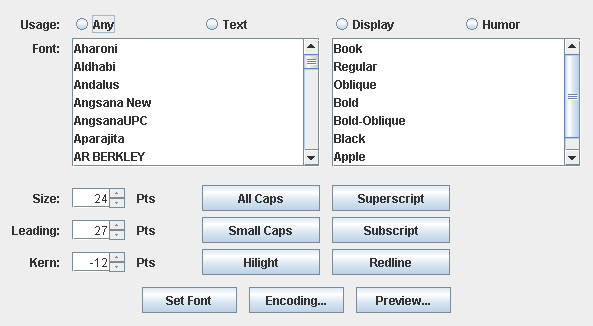 Usage: Any Text Display Humor
Font: Aharoni Book
Aldhabi Regular
Andalus Oblique
Angsana New Bold
AngsanaUPC Bold-Oblique
Aparajita Black
AR BERKLEY Apple
Size: 24 Pts All Caps Superscript
Leading: 27 Pts Small Caps Subscript
Kern: -12 Pts Hilight Redline
Set Font Encoding... Preview...